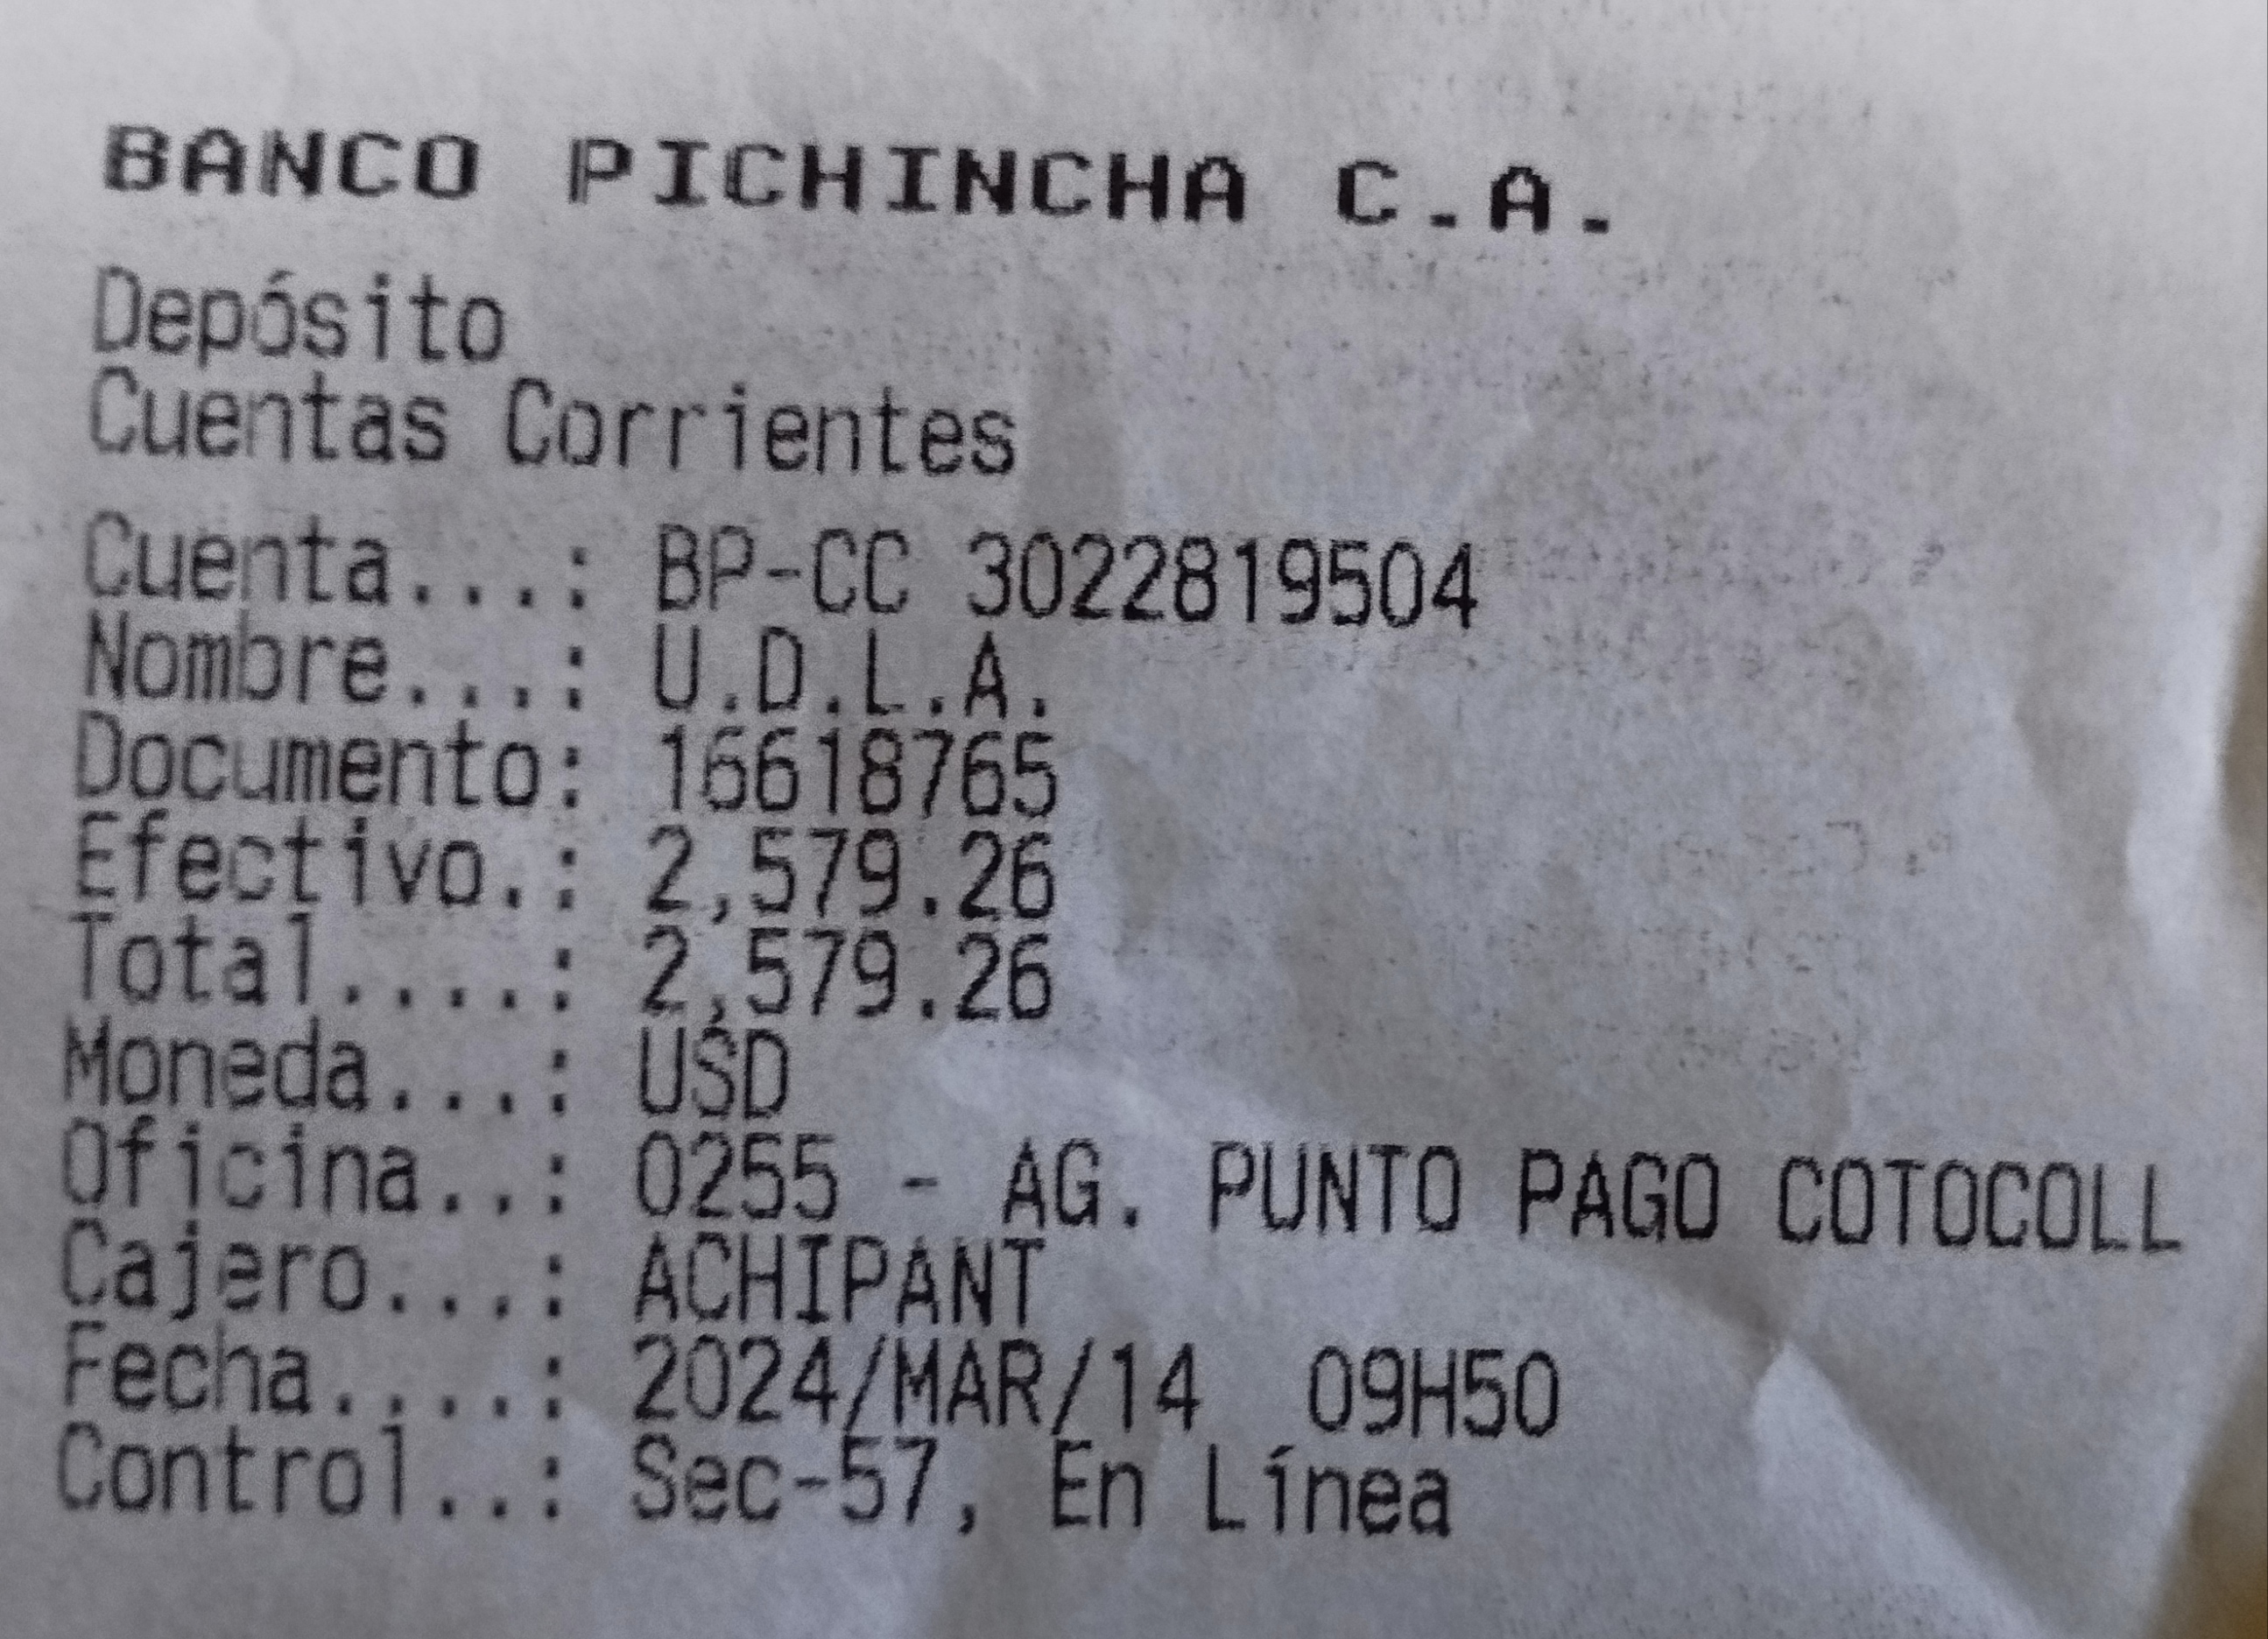 BANCO PICHINCHA C.A.
Depósito
Cuentas Corrientes
Cuenta...: BP-CC 3022819504
Nombre...: U.D.L.A.
Documento: 16618765
Efectivo.: 2,579.26
Total....: 2,579.26
Moneda...: USD
Oficina..: 0255 - AG. PUNTO PAGO COTOCOLL
Cajero...: ACHIPANT
Fecha....: 2024/MAR/14  09H50
Control..: Sec-57, En Línea